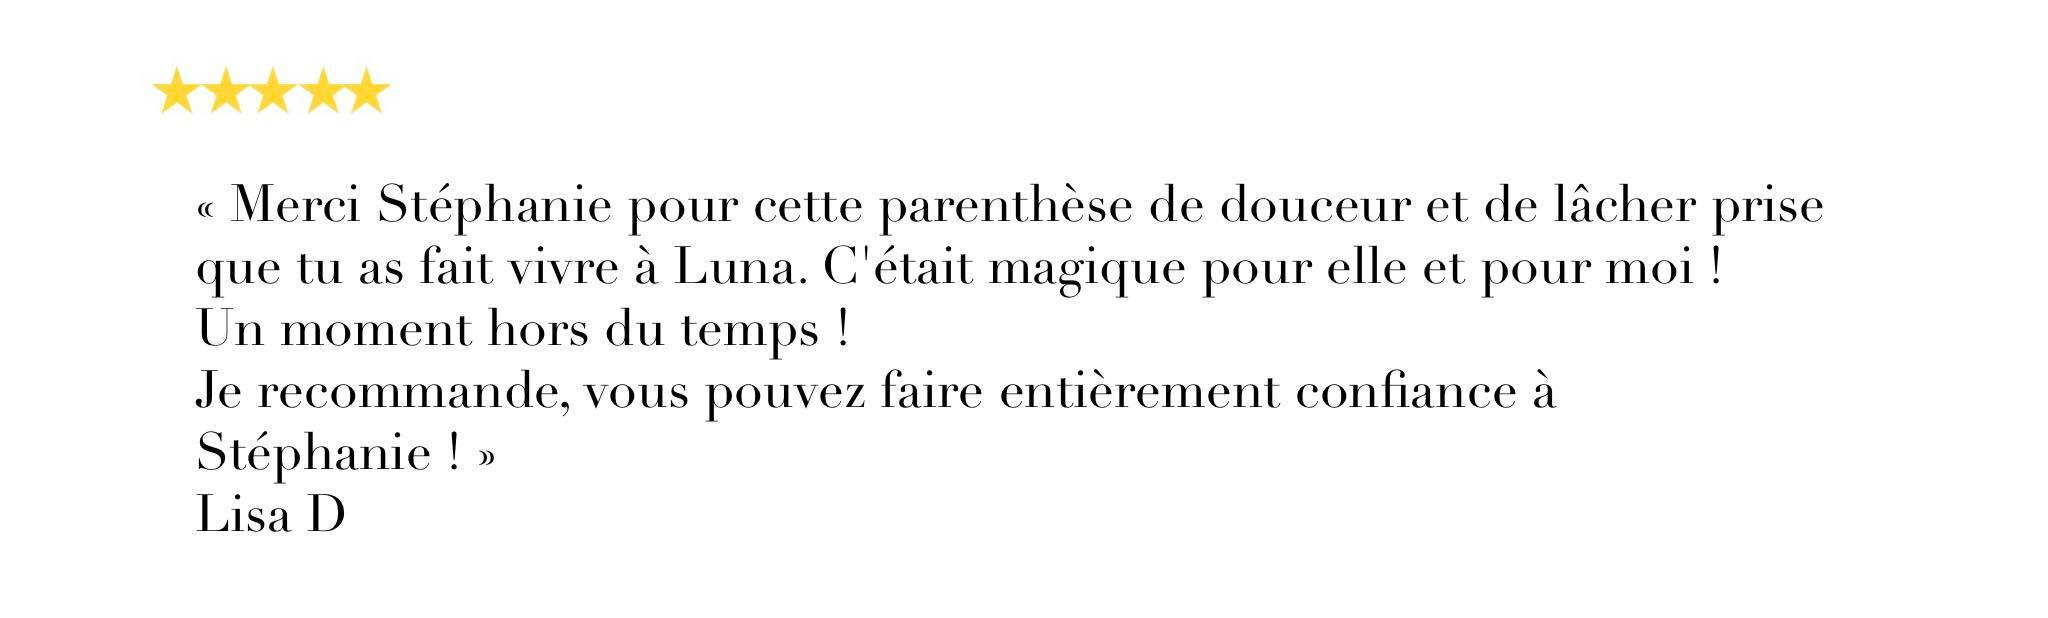 « Merci Stéphanie pour cette parenthèse de douceur et de lâcher prise
que tu as fait vivre à Luna. C'était magique pour elle et pour moi !
Un moment hors du temps !
Je recommande, vous pouvez faire entièrement confiance à
Stéphanie ! »
Lisa D